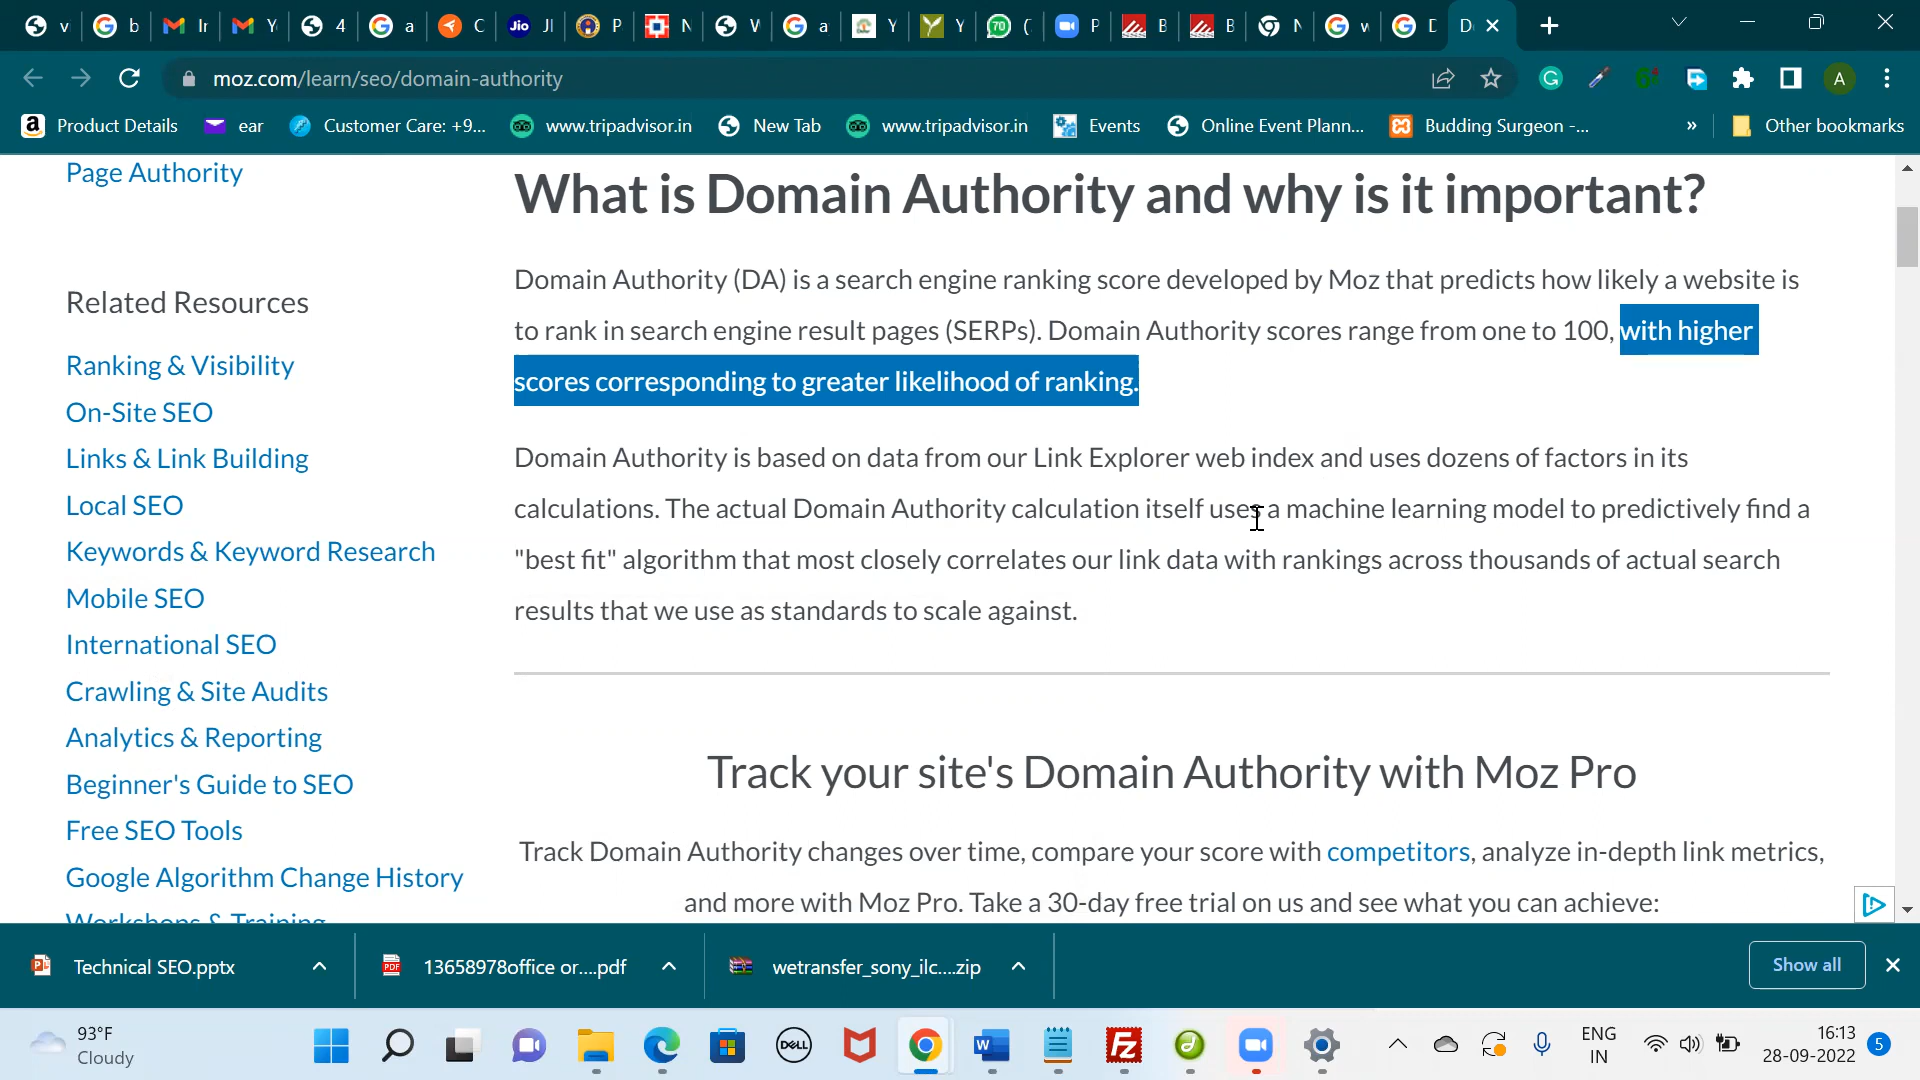 v
b
Ir
Y
4
a
C
JI
P
N
W
a
Y
Y
70
(
P
B
B
N
w
D
D
moz.com/learn/seo/domain-authority
A
Product Details
ear
Customer Care: +9...
www.tripadvisor.in
New Tab
www.tripadvisor.in
Events
Online Event Plann...
Budding Surgeon -...
»
Other bookmarks
Page Authority
Related Resources
Ranking & Visibility
On-Site SEO
Links & Link Building
Local SEO
Keywords & Keyword Research
Mobile SEO
International SEO
Crawling & Site Audits
Analytics & Reporting
Beginner's Guide to SEO
Free SEO Tools
Google Algorithm Change History
Workshops & Training
What is Domain Authority and why is it important?
Domain Authority (DA) is a search engine ranking score developed by Moz that predicts how likely a website is
to rank in search engine result pages (SERPs). Domain Authority scores range from one to 100, with higher
scores corresponding to greater likelihood of ranking.
Domain Authority is based on data from our Link Explorer web index and uses dozens of factors in its
calculations. The actual Domain Authority calculation itself uses a machine learning model to predictively find a
"best fit" algorithm that most closely correlates our link data with rankings across thousands of actual search
results that we use as standards to scale against.
Track your site's Domain Authority with Moz Pro
Track Domain Authority changes over time, compare your score with competitors, analyze in-depth link metrics,
and more with Moz Pro. Take a 30-day free trial on us and see what you can achieve:
Technical SEO.pptx
13658978office or....pdf
wetransfer_sony_ilc....zip
Show all
93°F
Cloudy
DELL
ENG
IN
16:13
28-09-2022
5